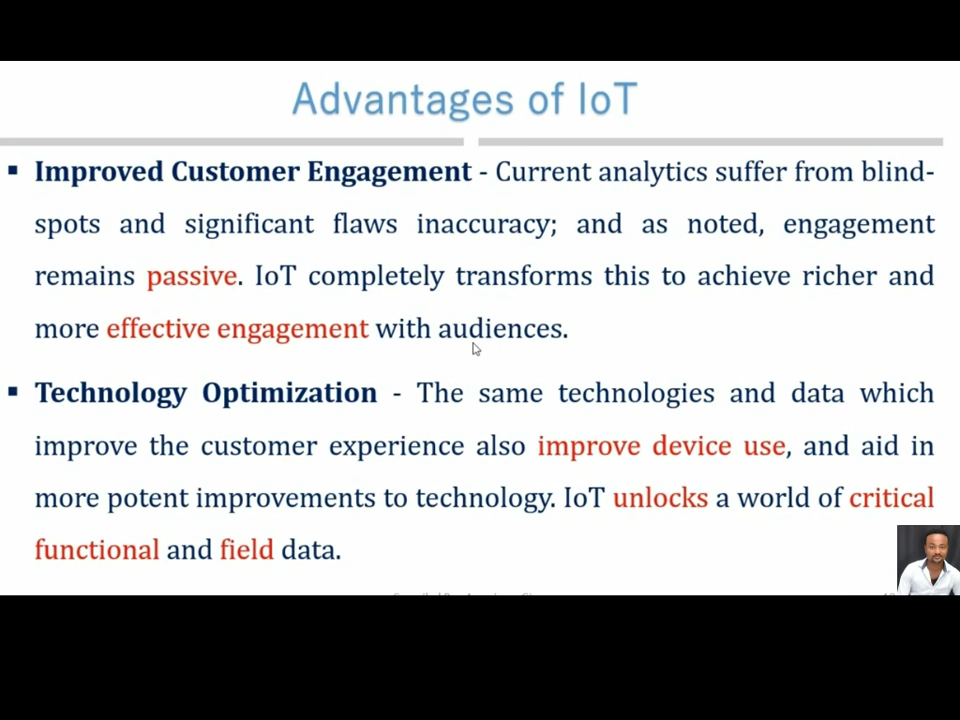 Advantages of IoT
▪ Improved Customer Engagement - Current analytics suffer from blind-
spots and significant flaws inaccuracy; and as noted, engagement
remains passive. IoT completely transforms this to achieve richer and
more effective engagement with audiences.
▪ Technology Optimization - The same technologies and data which
improve the customer experience also improve device use, and aid in
more potent improvements to technology. IoT unlocks a world of critical
functional and field data.